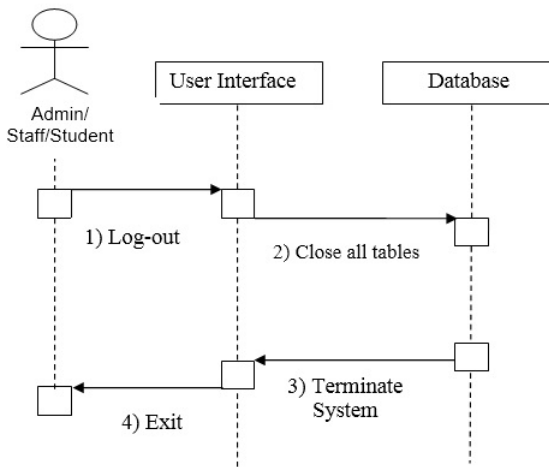 User Interface
Database
Admin/
Staff/Student
1) Log-out
2) Close all tables
3) Terminate
System
4) Exit